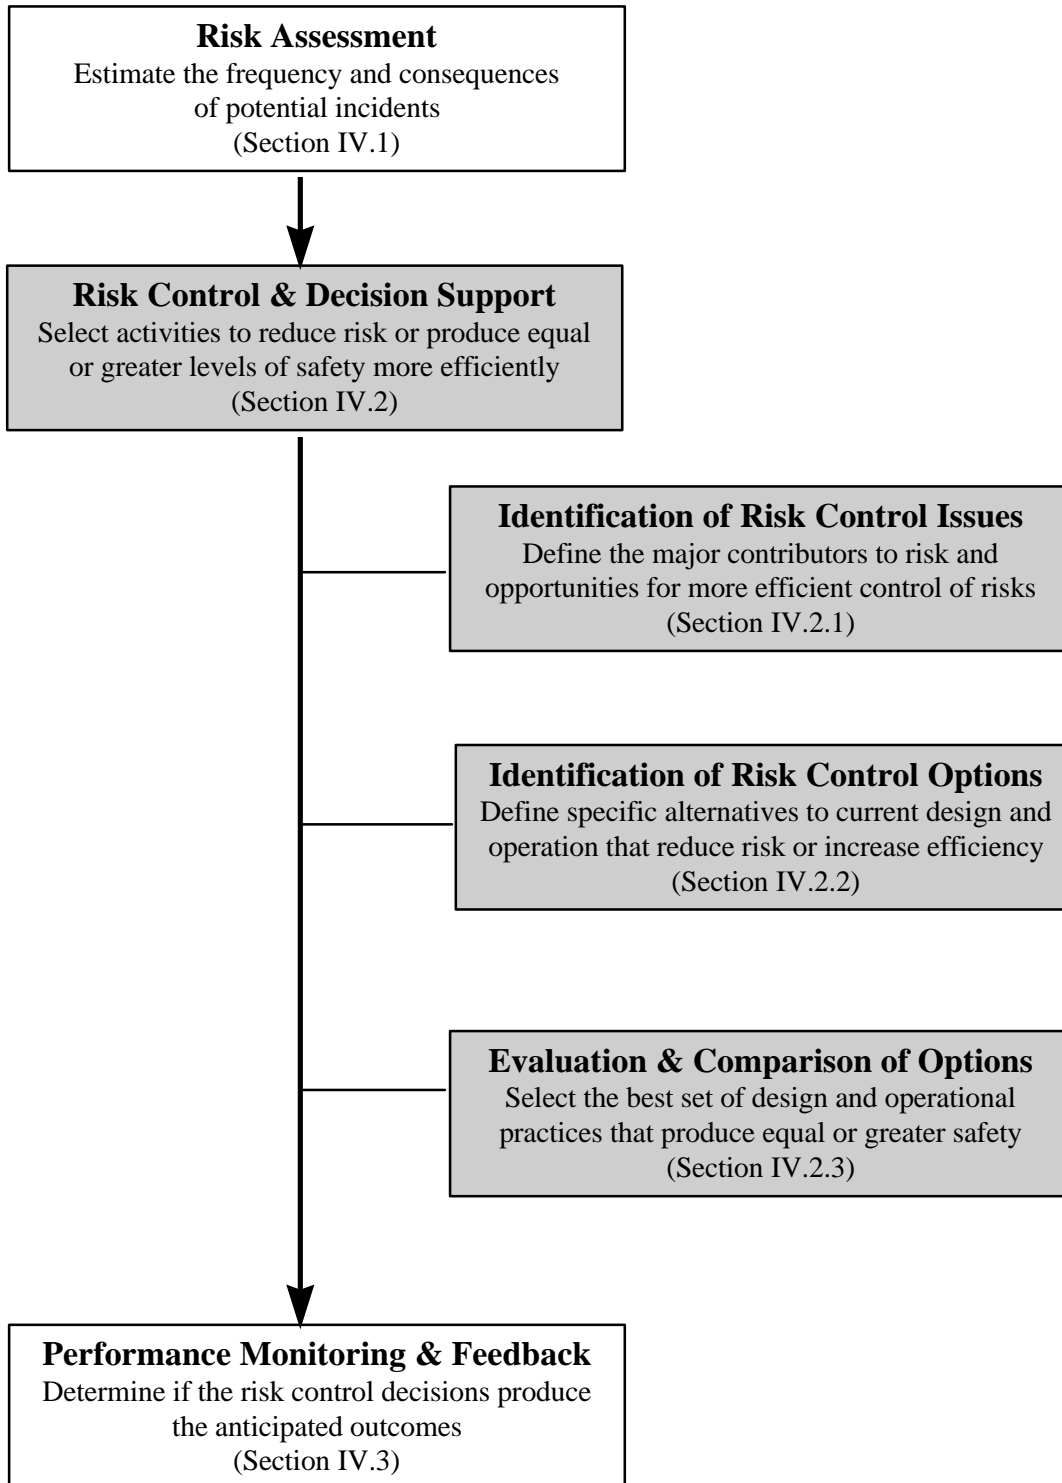 Risk Assessment
Estimate the frequency and consequences
of potential incidents
(Section IV.1)
Risk Control & Decision Support
Select activities to reduce risk or produce equal
or greater levels of safety more efficiently
(Section IV.2)
Identification of Risk Control Issues
Define the major contributors to risk and
opportunities for more efficient control of risks
(Section IV.2.1)
Identification of Risk Control Options
Define specific alternatives to current design and
operation that reduce risk or increase efficiency
(Section IV.2.2)
Evaluation & Comparison of Options
Select the best set of design and operational
practices that produce equal or greater safety
(Section IV.2.3)
Performance Monitoring & Feedback
Determine if the risk control decisions produce
the anticipated outcomes
(Section IV.3)